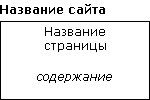 Название сайта
Название
страницы
содержание